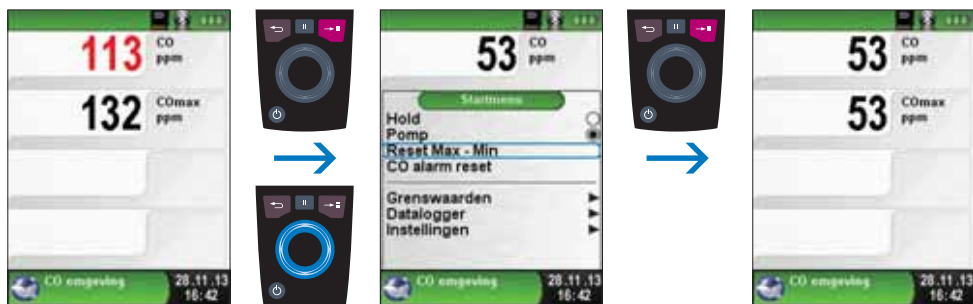 113 CO ppm
132 COmax ppm
CO omgeving 28.11.13 16:42
53 CO ppm
Startmenu
Hold
Pomp
Reset Max - Min
CO alarm reset
Grenswaarden
Datalogger
Instellingen
CO omgeving 28.11.13 16:42
53 CO ppm
53 COmax ppm
CO omgeving 28.11.13 16:42